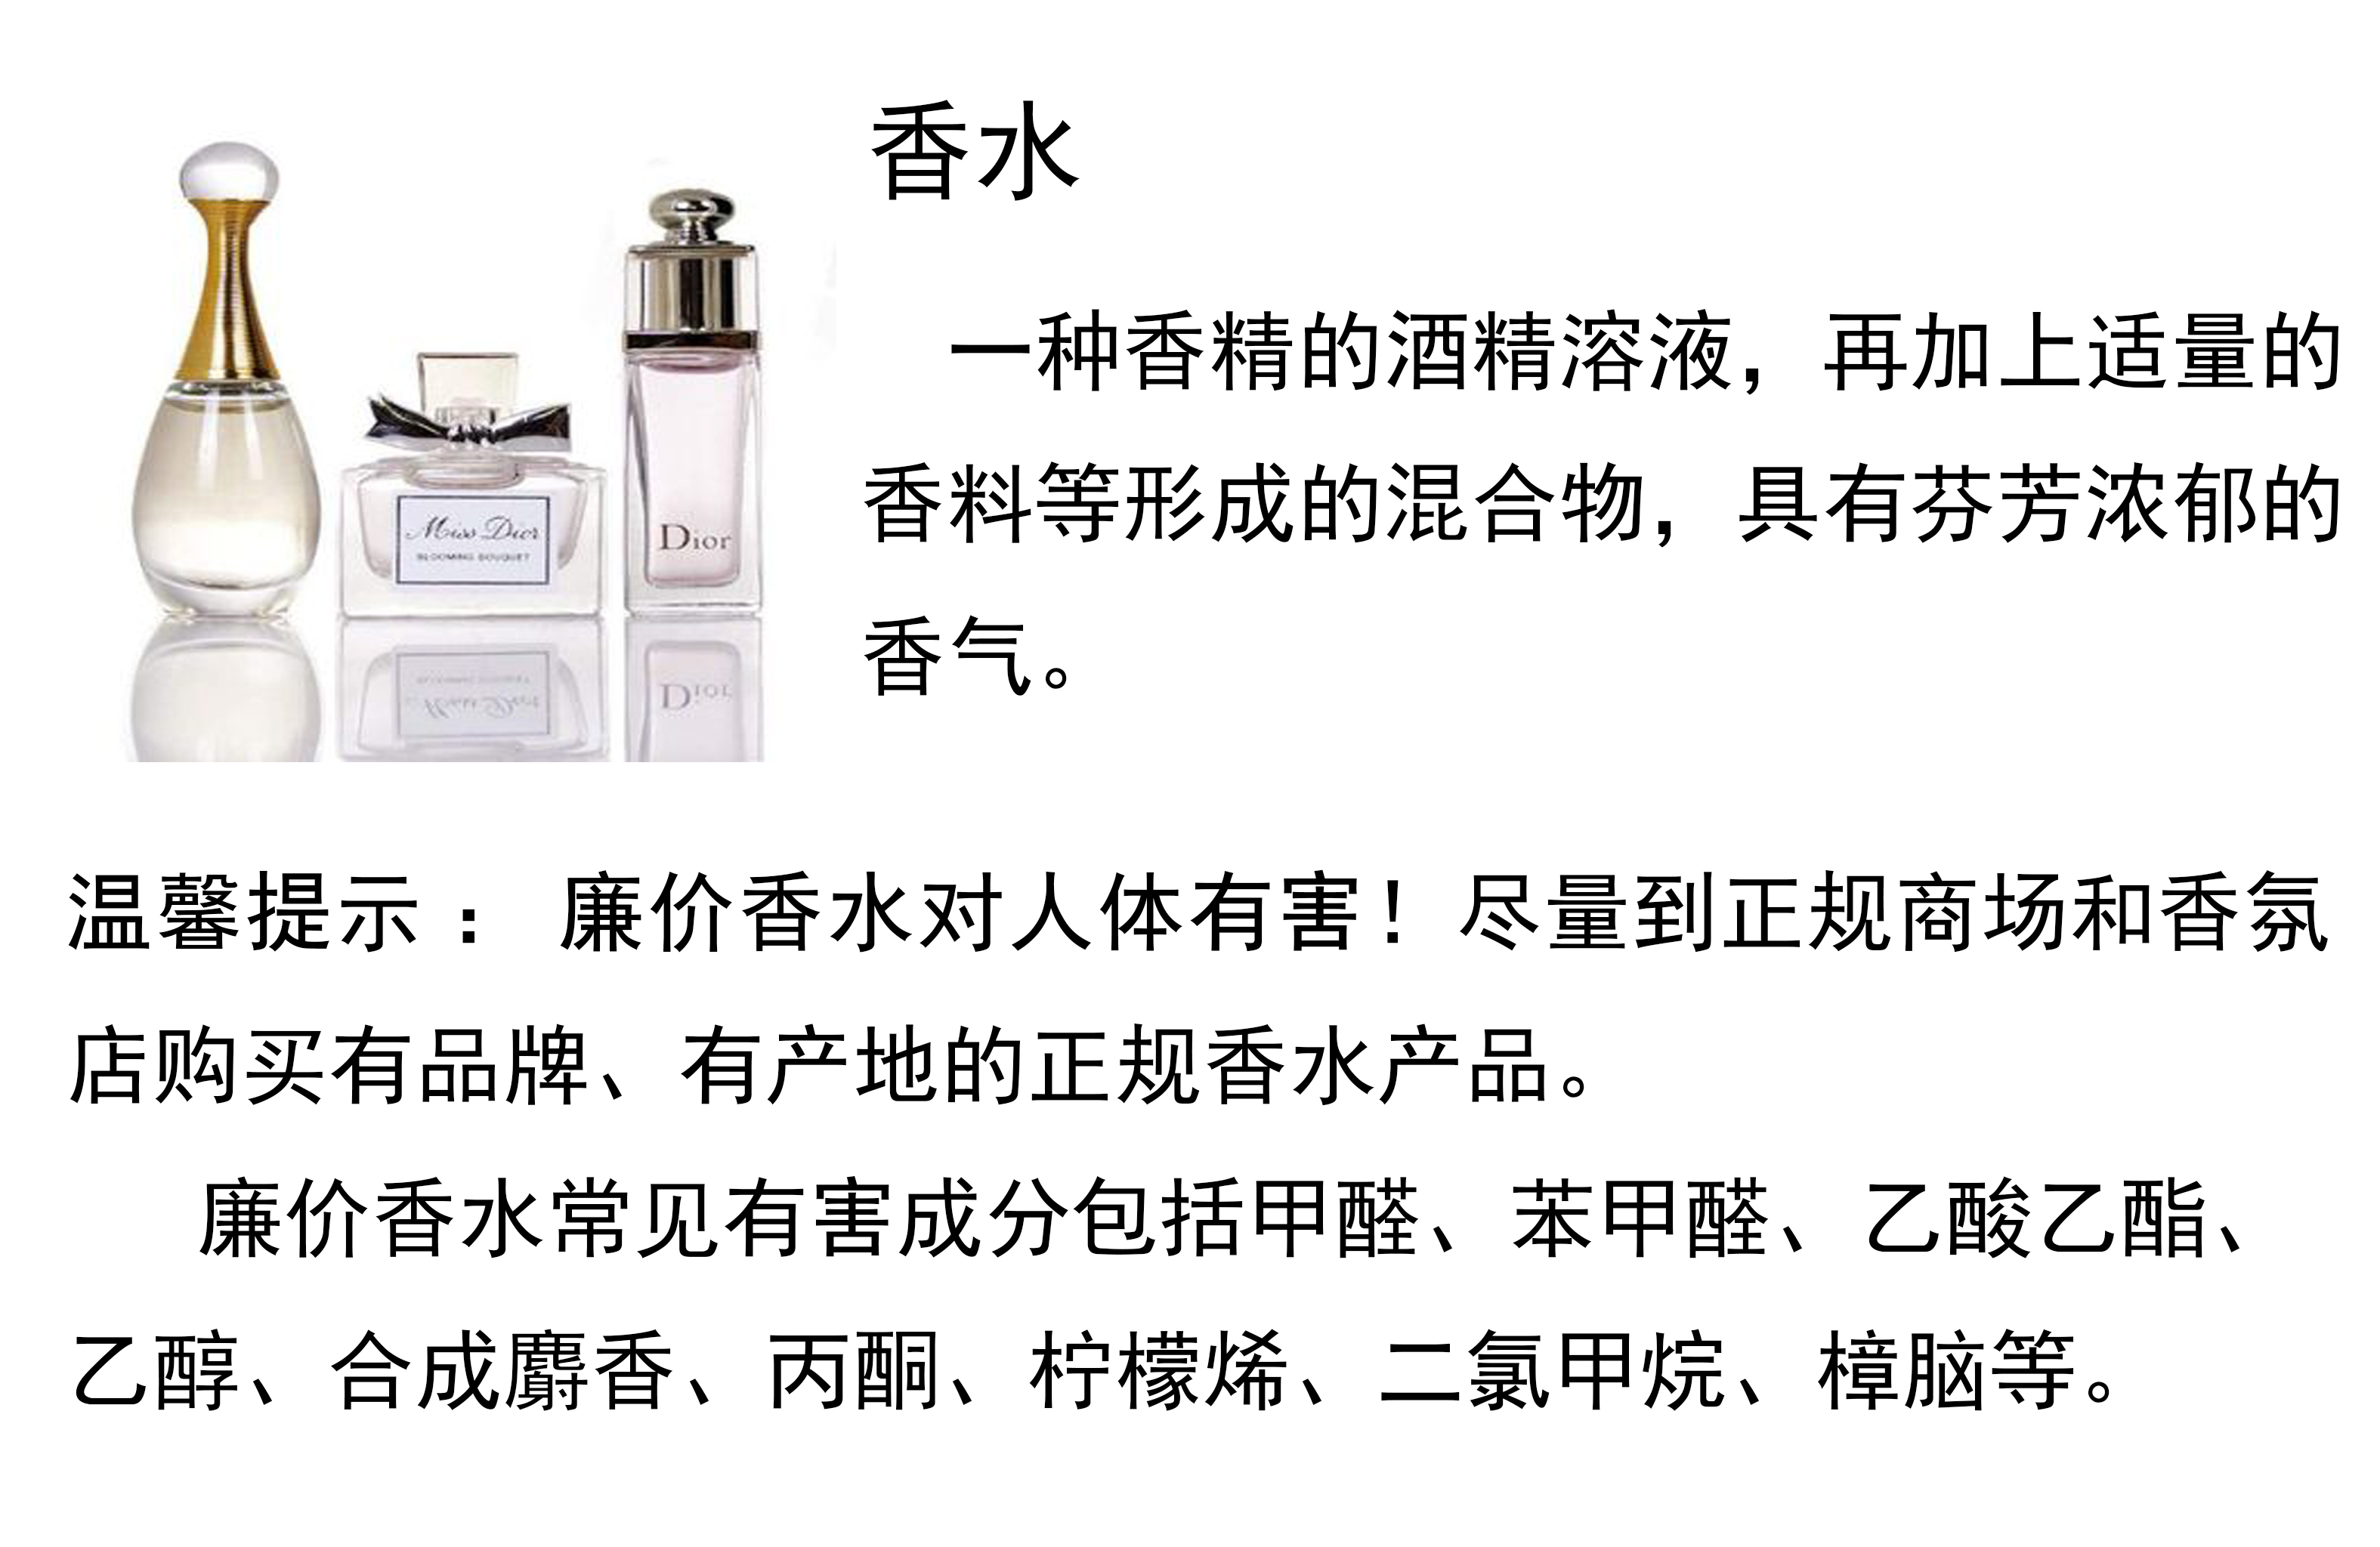 香水
一种香精的酒精溶液，再加上适量的
香料等形成的混合物，具有芬芳浓郁的
香气。
Miss Dior
BLOOMING BOUQUET
Dior
温馨提示： 廉价香水对人体有害！尽量到正规商场和香氛
店购买有品牌、有产地的正规香水产品。
廉价香水常见有害成分包括甲醛、苯甲醛、乙酸乙酯、
乙醇、合成麝香、丙酮、柠檬烯、二氯甲烷、樟脑等。